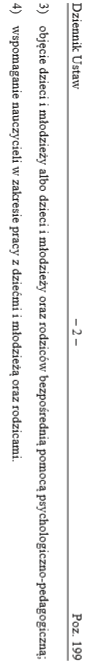 Dziennik Ustaw – 2 – Poz. 199
3) objęcie dzieci i młodzieży albo dzieci i młodzieży oraz rodziców bezpośrednią pomocą psychologiczno-pedagogiczną;
4) wspomaganie nauczycieli w zakresie pracy z dziećmi i młodzieżą oraz rodzicami.